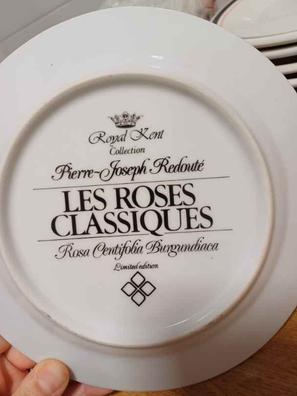 Royal Kent
Collection
Pierre-Joseph Redouté
LES ROSES
CLASSIQUES
Rosa Centifolia Burgundiaca
Limited edition